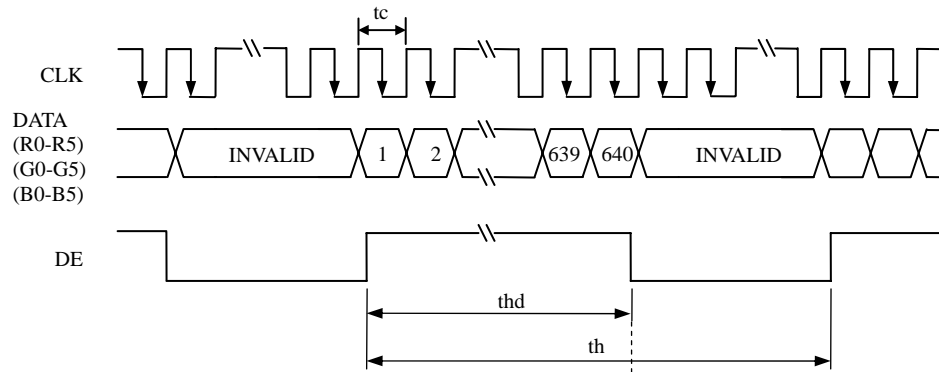 tc
CLK
DATA
(R0-R5)
(G0-G5)
(B0-B5)
INVALID 1 2 639 640 INVALID
DE
thd
th